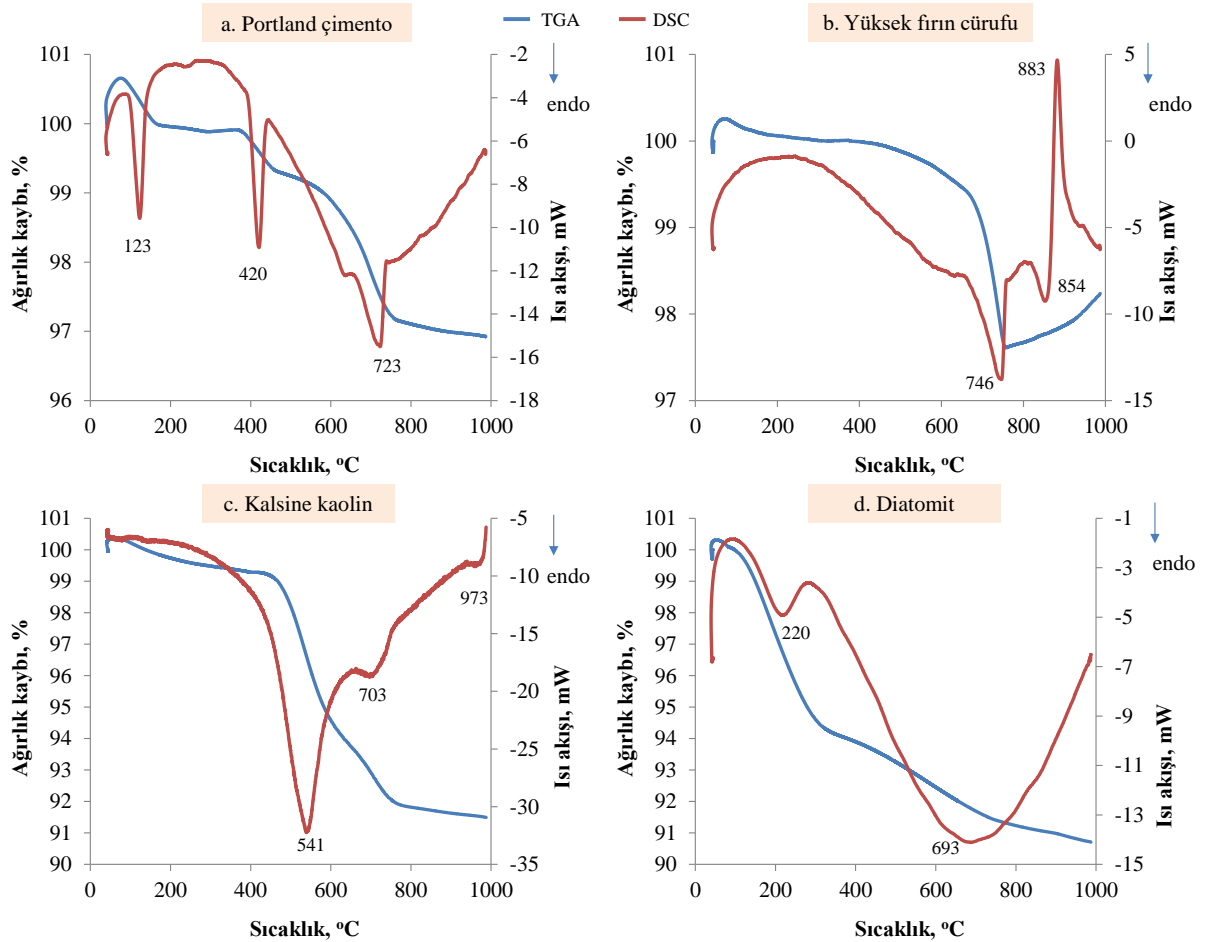 a. Portland çimento
TGA
DSC
b. Yüksek fırın cürufu
Ağırlık kaybı, %
101
100
99
98
97
96
-2
-4
-6
-8
-10
-12
-14
-16
-18
endo
Isı akışı, mW
123
420
723
0 200 400 600 800 1000
Sıcaklık, °C
Ağırlık kaybı, %
101
100
99
98
97
5
0
-5
-10
-15
endo
Isı akışı, mW
883
854
746
0 200 400 600 800 1000
Sıcaklık, °C
c. Kalsine kaolin
Ağırlık kaybı, %
101
100
99
98
97
96
95
94
93
92
91
90
-5
-10
-15
-20
-25
-30
-35
endo
Isı akışı, mW
973
703
541
0 200 400 600 800 1000
Sıcaklık, °C
d. Diatomit
Ağırlık kaybı, %
101
100
99
98
97
96
95
94
93
92
91
90
-1
-3
-5
-7
-9
-11
-13
-15
endo
Isı akışı, mW
220
693
0 200 400 600 800 1000
Sıcaklık, °C